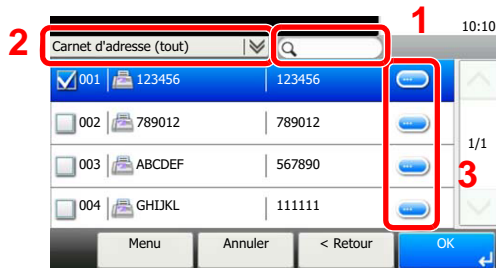 1
10:10
2
Carnet d'adresse (tout)
001 123456 123456
002 789012 789012
1/1
003 ABCDEF 567890
3
004 GHIJKL 111111
Menu Annuler < Retour OK